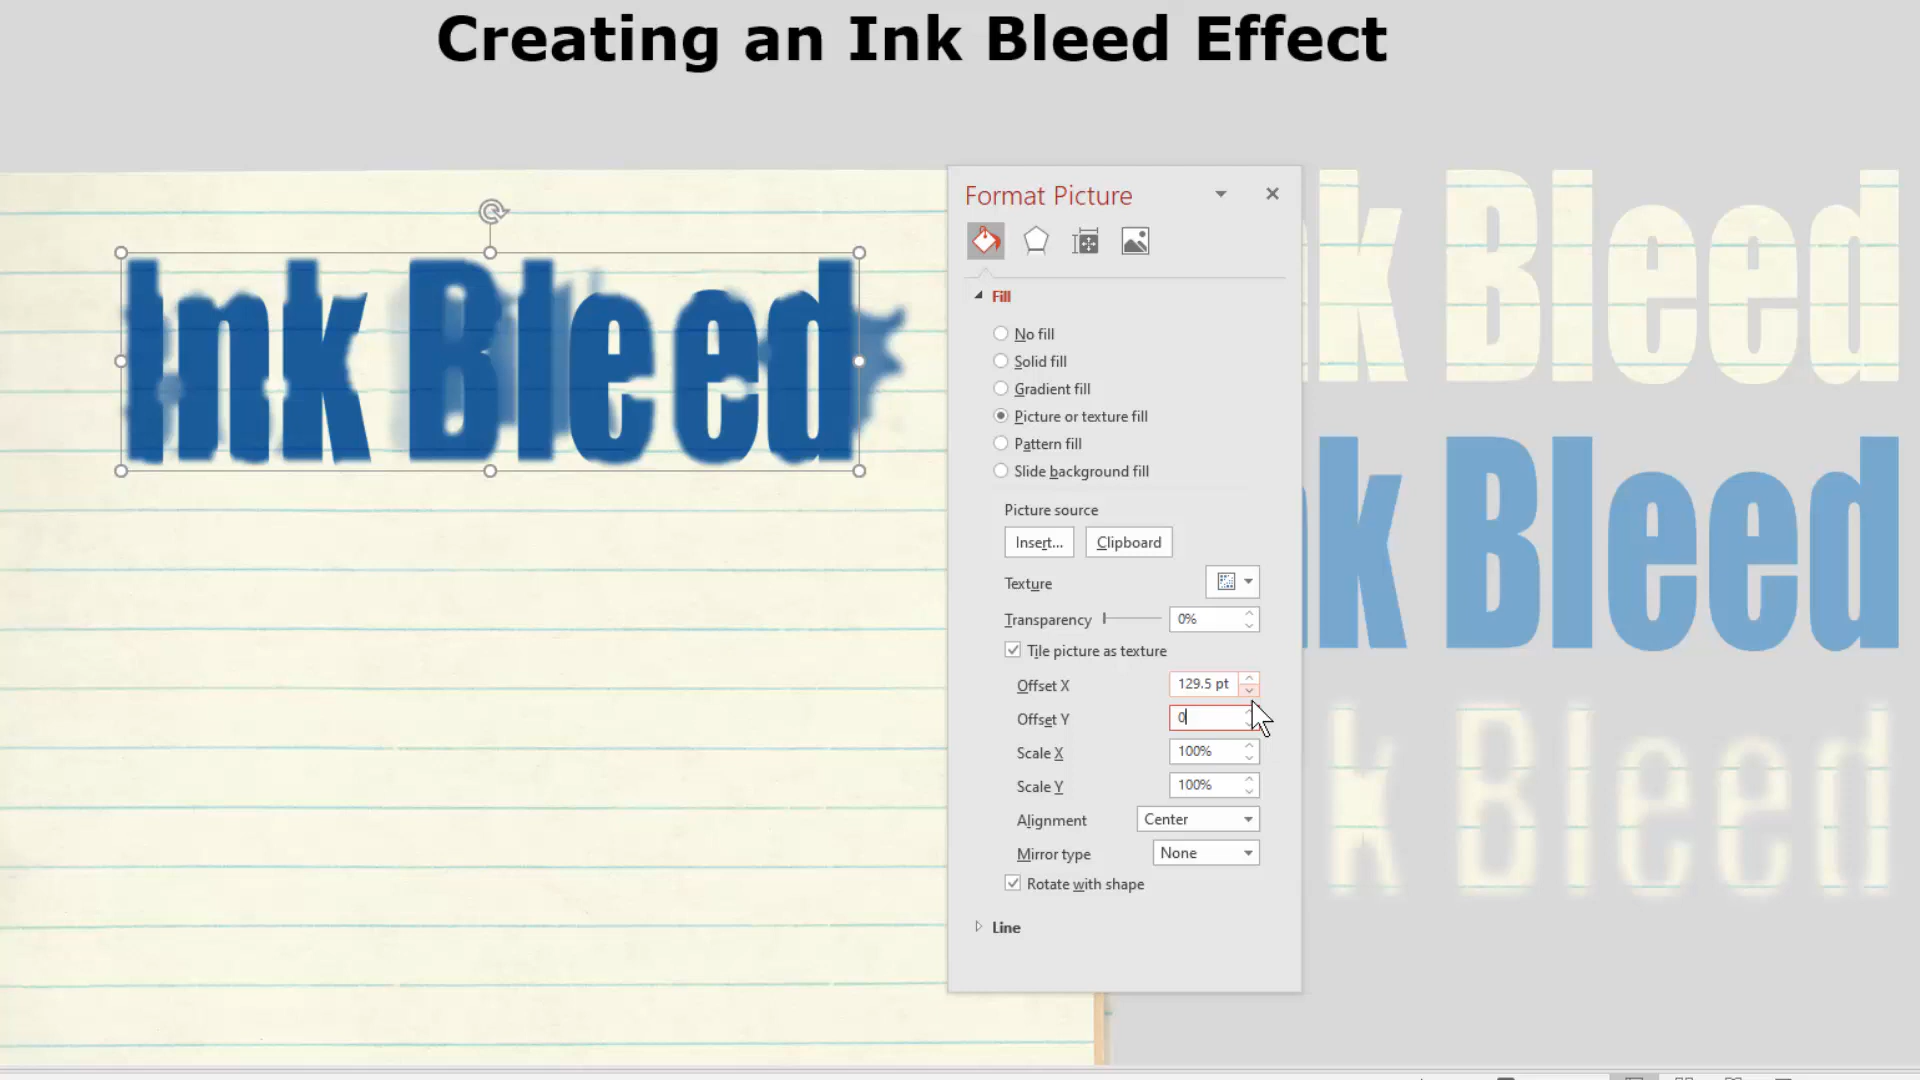 Creating an Ink Bleed Effect
Ink Bleed
Format Picture
Fill
No fill
Solid fill
Gradient fill
Picture or texture fill
Pattern fill
Slide background fill
Picture source
Insert...
Clipboard
Texture
Transparency
0%
Tile picture as texture
Offset X
129.5 pt
Offset Y
0
Scale X
100%
Scale Y
100%
Alignment
Center
Mirror type
None
Rotate with shape
Line
k Bleed
nk Bleed
k Bleed